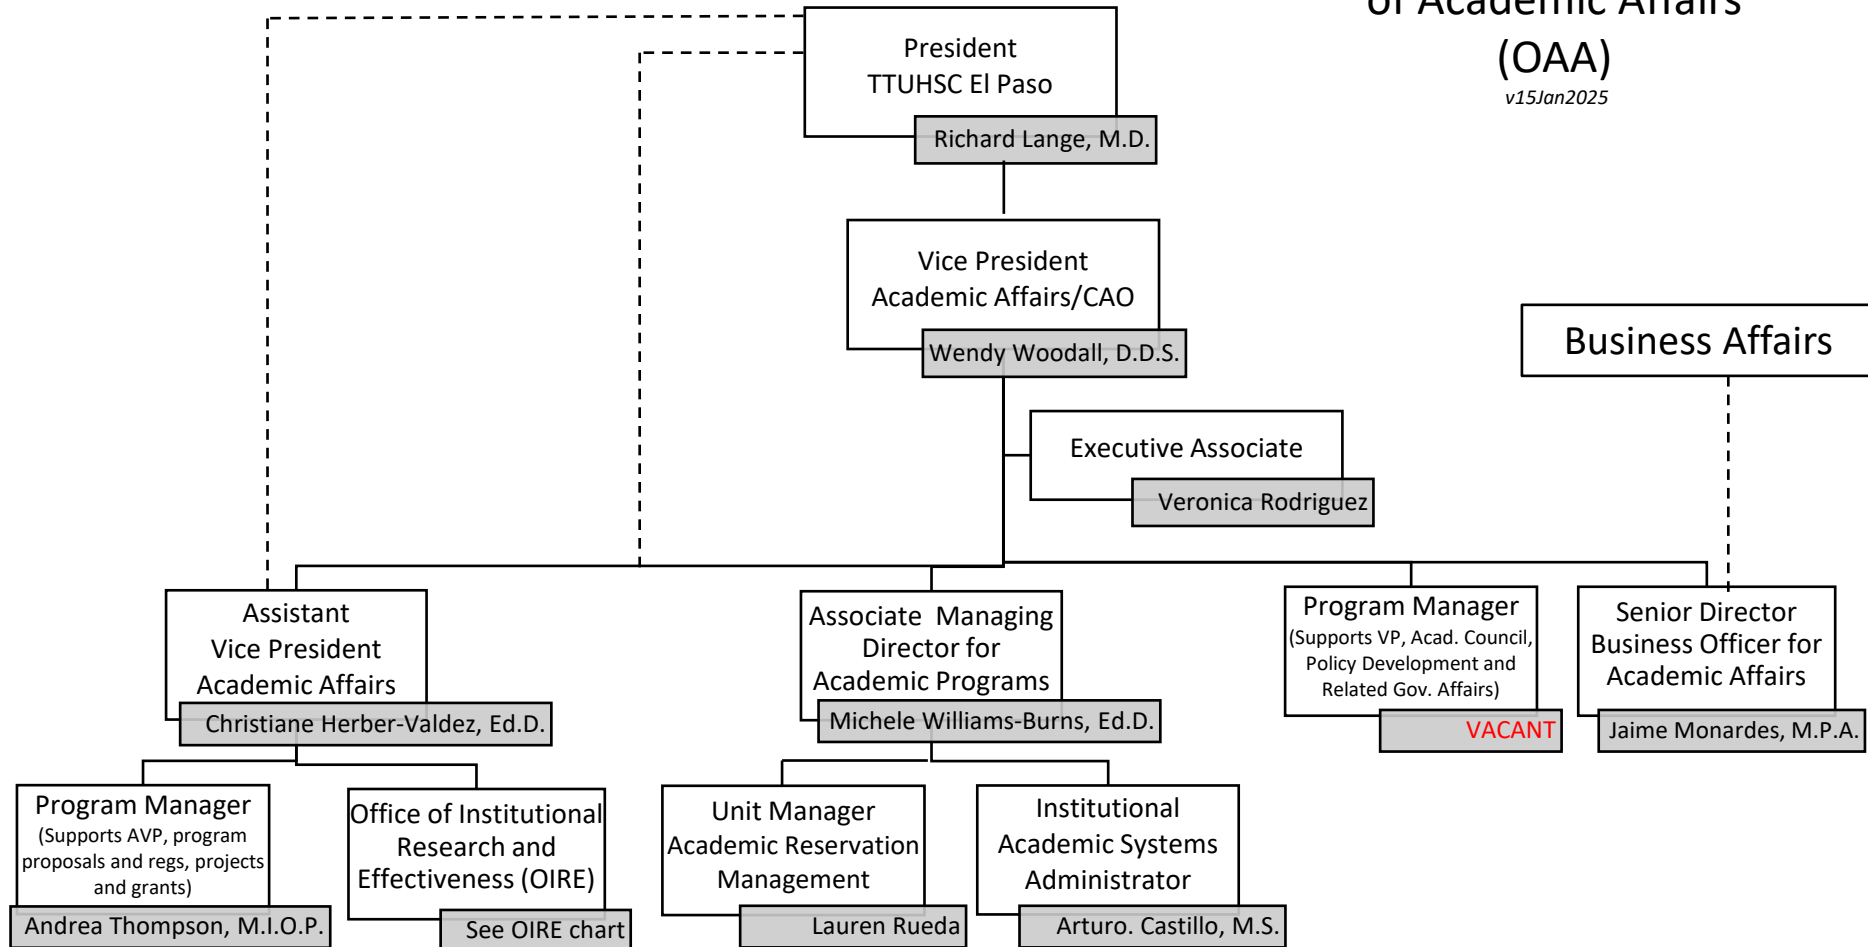 of Academic Affairs
(OAA)
v15Jan2025
President
TTUHSC El Paso
Richard Lange, M.D.
Vice President
Academic Affairs/CAO
Wendy Woodall, D.D.S.
Business Affairs
Executive Associate
Veronica Rodriguez
Assistant
Vice President
Academic Affairs
Christiane Herber-Valdez, Ed.D.
Associate  Managing
Director for
Academic Programs
Michele Williams-Burns, Ed.D.
Program Manager
(Supports VP, Acad. Council,
Policy Development and
Related Gov. Affairs)
VACANT
Senior Director
Business Officer for
Academic Affairs
Jaime Monardes, M.P.A.
Program Manager
(Supports AVP, program
proposals and regs, projects
and grants)
Andrea Thompson, M.I.O.P.
Office of Institutional
Research and
Effectiveness (OIRE)
See OIRE chart
Unit Manager
Academic Reservation
Management
Lauren Rueda
Institutional
Academic Systems
Administrator
Arturo. Castillo, M.S.